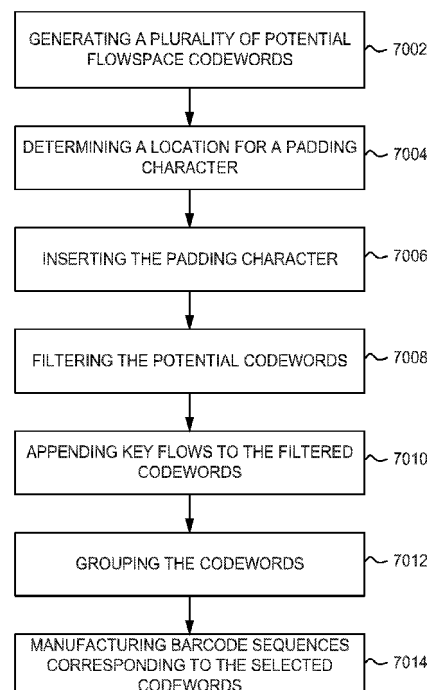 GENERATING A PLURALITY OF POTENTIAL
FLOWSPACE CODEWORDS
7002
DETERMINING A LOCATION FOR A PADDING
CHARACTER
7004
INSERTING THE PADDING CHARACTER
7006
FILTERING THE POTENTIAL CODEWORDS
7008
APPENDING KEY FLOWS TO THE FILTERED
CODEWORDS
7010
GROUPING THE CODEWORDS
7012
MANUFACTURING BARCODE SEQUENCES
CORRESPONDING TO THE SELECTED
CODEWORDS
7014